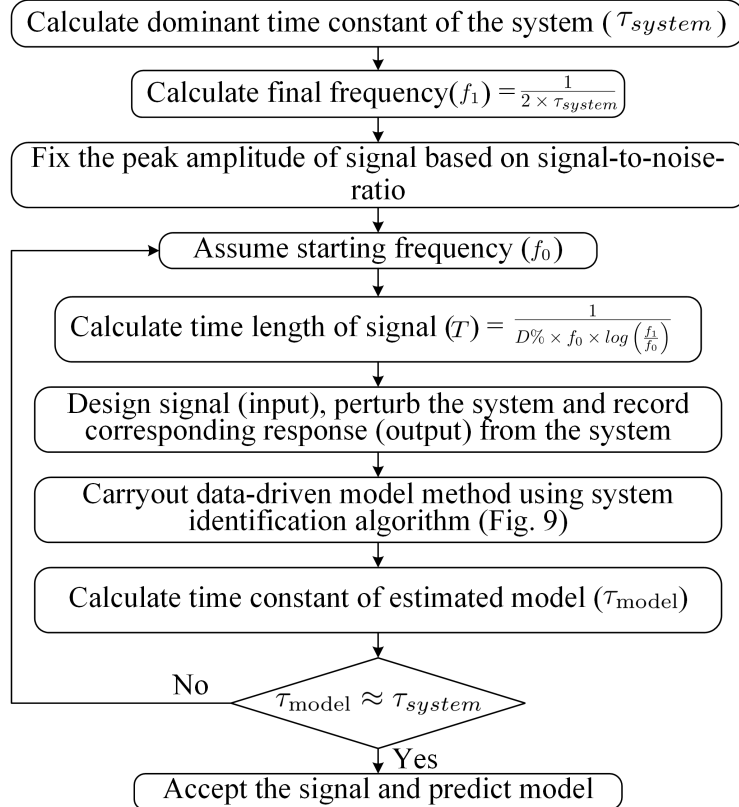 Calculate dominant time constant of the system (τ_system)
Calculate final frequency(f₁) = 1 / (2 × τ_system)
Fix the peak amplitude of signal based on signal-to-noise-
ratio
Assume starting frequency (f₀)
Calculate time length of signal (T) = 1 / (D% × f₀ × log(f₁/f₀))
Design signal (input), perturb the system and record
corresponding response (output) from the system
Carryout data-driven model method using system
identification algorithm (Fig. 9)
Calculate time constant of estimated model (τ_model)
No
τ_model ≈ τ_system
Yes
Accept the signal and predict model